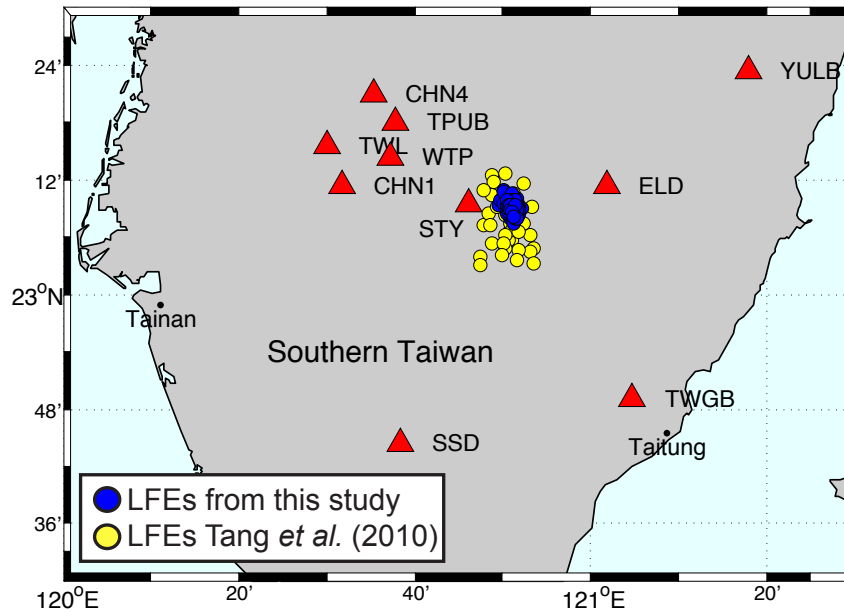 24’
YULB
CHN4
TPUB
TWL
WTP
12’
CHN1
ELD
STY
23°N
Tainan
Southern Taiwan
48’
TWGB
SSD
Taitung
LFEs from this study
LFEs Tang et al. (2010)
36’
120°E
20’
40’
121°E
20’